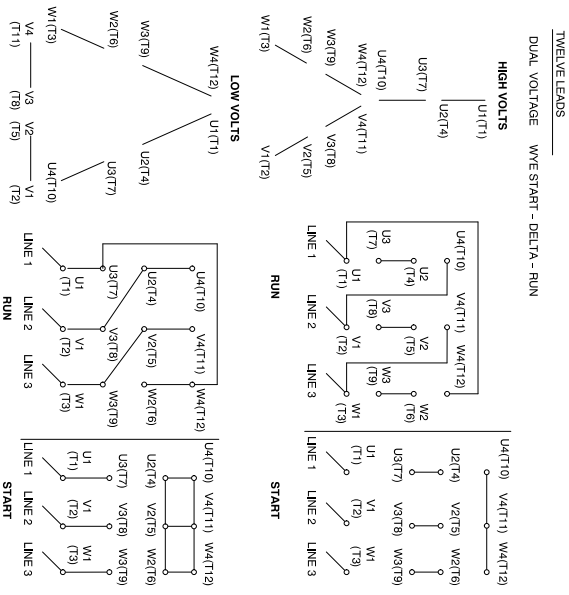 TWELVE LEADS
DUAL VOLTAGE WYE START – DELTA – RUN
HIGH VOLTS
U1(T1)
U2(T4)
U3(T7)
U4(T10)
W4(T12) V4(T11)
W3(T9) V3(T8)
W2(T6) V2(T5)
W1(T3) V1(T2)
U4(T10) V4(T11) W4(T12)
U2 V2 W2
(T4) (T5) (T6)
U3 V3 W3
(T7) (T8) (T9)
U1 V1 W1
(T1) (T2) (T3)
LINE 1 LINE 2 LINE 3
RUN
U4(T10) V4(T11) W4(T12)
U2(T4) V2(T5) W2(T6)
U3(T7) V3(T8) W3(T9)
U1 V1 W1
(T1) (T2) (T3)
LINE 1 LINE 2 LINE 3
START
LOW VOLTS
W4(T12) U1(T1)
W3(T9) U2(T4)
W2(T6) U3(T7)
W1(T3) U4(T10)
V4 V3 V2 V1
(T11) (T8) (T5) (T2)
U4(T10) V4(T11) W4(T12)
U2(T4) V2(T5) W2(T6)
U3(T7) V3(T8) W3(T9)
U1 V1 W1
(T1) (T2) (T3)
LINE 1 LINE 2 LINE 3
RUN
U4(T10) V4(T11) W4(T12)
U2(T4) V2(T5) W2(T6)
U3(T7) V3(T8) W3(T9)
U1 V1 W1
(T1) (T2) (T3)
LINE 1 LINE 2 LINE 3
START